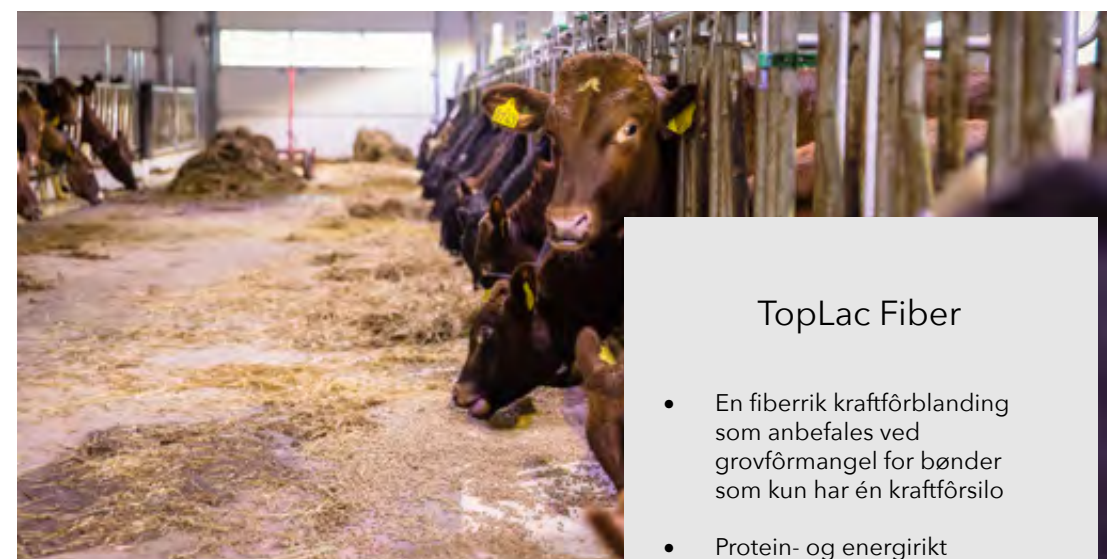 TopLac Fiber
• En fiberrik kraftfôrblanding
som anbefales ved
grovfôrmangel for bønder
som kun har én kraftfôrsilo
• Protein- og energirikt